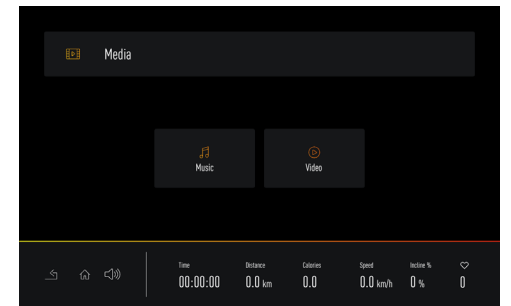 Media
Music
Video
Time Distance Calories Speed Incline %
00:00:00 0.0 km 0.0 0.0 km/h 0 % 0